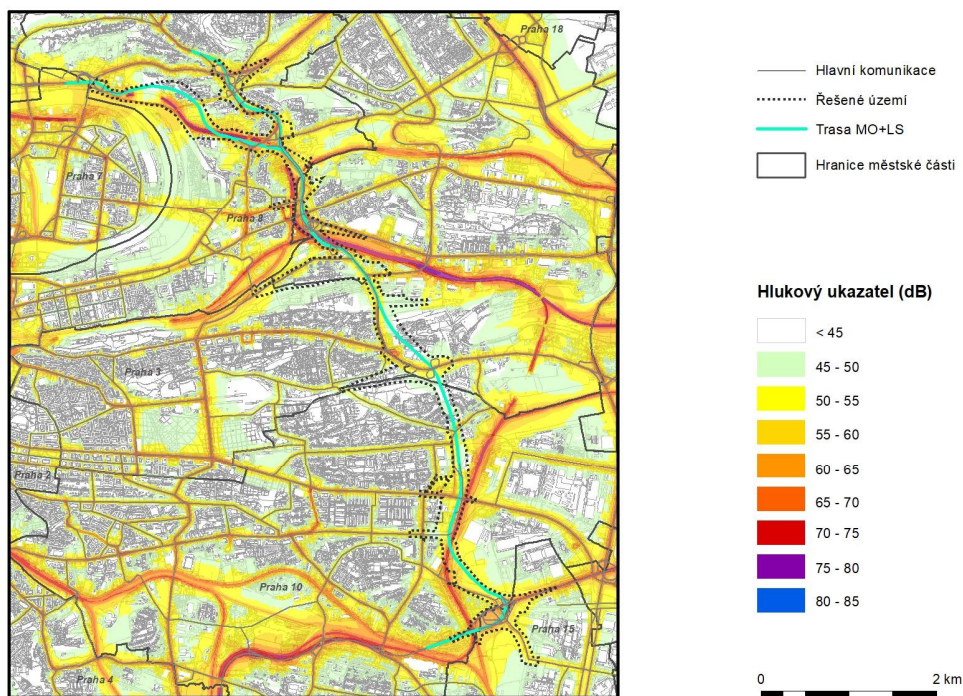 Praha 18
Praha 7
Praha 8
Praha 3
Praha 2
Praha 10
Praha 15
Praha 4
Hlavní komunikace
Řešené území
Trasa MO+LS
Hranice městské části
Hlukový ukazatel (dB)
< 45
45 - 50
50 - 55
55 - 60
60 - 65
65 - 70
70 - 75
75 - 80
80 - 85
0 2 km